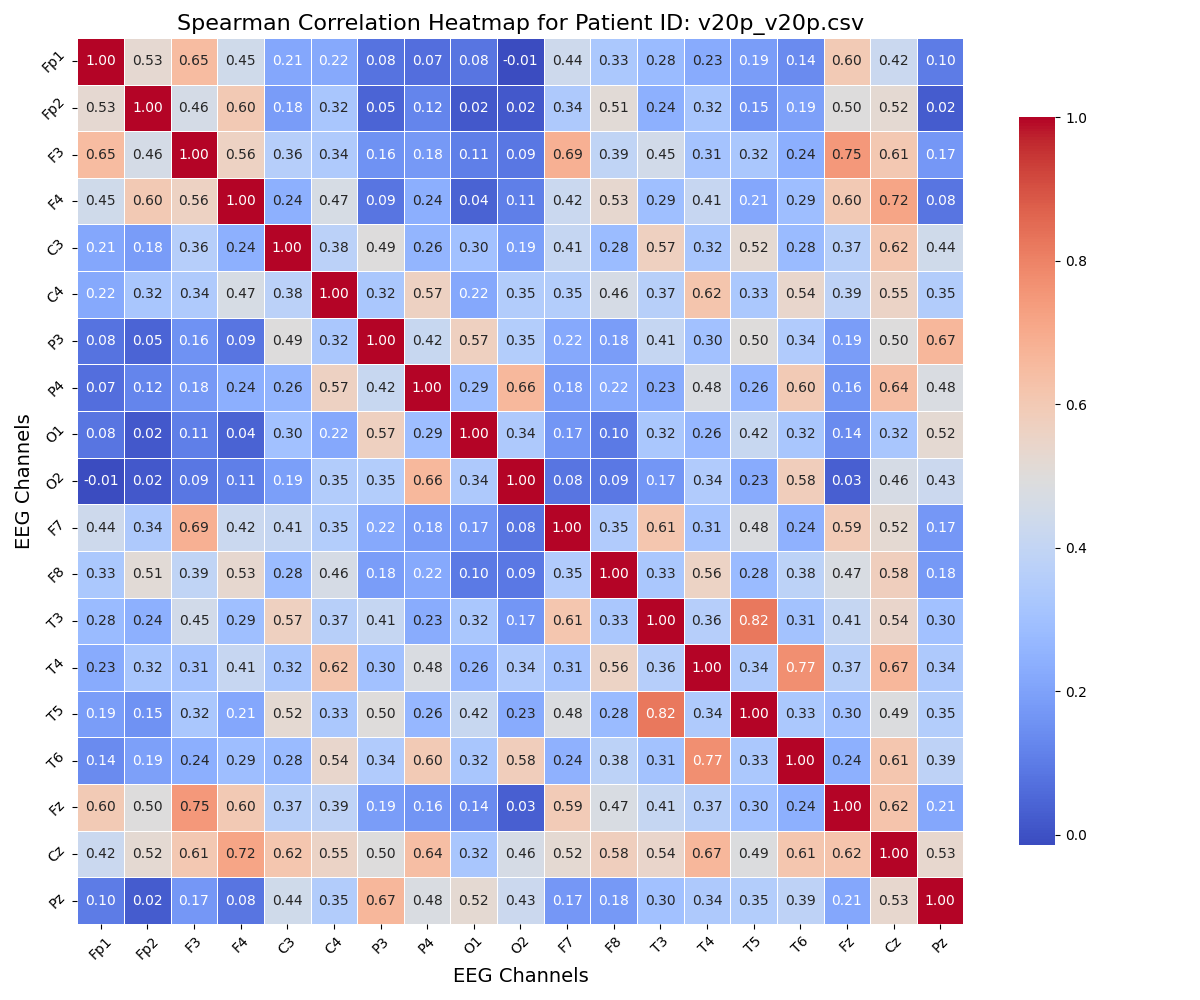 Spearman Correlation Heatmap for Patient ID: v20p_v20p.csv
Fp1 1.00 0.53 0.65 0.45 0.21 0.22 0.08 0.07 0.08 -0.01 0.44 0.33 0.28 0.23 0.19 0.14 0.60 0.42 0.10
Fp2 0.53 1.00 0.46 0.60 0.18 0.32 0.05 0.12 0.02 0.02 0.34 0.51 0.24 0.32 0.15 0.19 0.50 0.52 0.02
F3 0.65 0.46 1.00 0.56 0.36 0.34 0.16 0.18 0.11 0.09 0.69 0.39 0.45 0.31 0.32 0.24 0.75 0.61 0.17
F4 0.45 0.60 0.56 1.00 0.24 0.47 0.09 0.24 0.04 0.11 0.42 0.53 0.29 0.41 0.21 0.29 0.60 0.72 0.08
C3 0.21 0.18 0.36 0.24 1.00 0.38 0.49 0.26 0.30 0.19 0.41 0.28 0.57 0.32 0.52 0.28 0.37 0.62 0.44
C4 0.22 0.32 0.34 0.47 0.38 1.00 0.32 0.57 0.22 0.35 0.35 0.46 0.37 0.62 0.33 0.54 0.39 0.55 0.35
P3 0.08 0.05 0.16 0.09 0.49 0.32 1.00 0.42 0.57 0.35 0.22 0.18 0.41 0.30 0.50 0.34 0.19 0.50 0.67
P4 0.07 0.12 0.18 0.24 0.26 0.57 0.42 1.00 0.29 0.66 0.18 0.22 0.23 0.48 0.26 0.60 0.16 0.64 0.48
O1 0.08 0.02 0.11 0.04 0.30 0.22 0.57 0.29 1.00 0.34 0.17 0.10 0.32 0.26 0.42 0.32 0.14 0.32 0.52
O2 -0.01 0.02 0.09 0.11 0.19 0.35 0.35 0.66 0.34 1.00 0.08 0.09 0.17 0.34 0.23 0.58 0.03 0.46 0.43
F7 0.44 0.34 0.69 0.42 0.41 0.35 0.22 0.18 0.17 0.08 1.00 0.35 0.61 0.31 0.48 0.24 0.59 0.52 0.17
F8 0.33 0.51 0.39 0.53 0.28 0.46 0.18 0.22 0.10 0.09 0.35 1.00 0.33 0.56 0.28 0.38 0.47 0.58 0.18
T3 0.28 0.24 0.45 0.29 0.57 0.37 0.41 0.23 0.32 0.17 0.61 0.33 1.00 0.36 0.82 0.31 0.41 0.54 0.30
T4 0.23 0.32 0.31 0.41 0.32 0.62 0.30 0.48 0.26 0.34 0.31 0.56 0.36 1.00 0.34 0.77 0.37 0.67 0.34
T5 0.19 0.15 0.32 0.21 0.52 0.33 0.50 0.26 0.42 0.23 0.48 0.28 0.82 0.34 1.00 0.33 0.30 0.49 0.35
T6 0.14 0.19 0.24 0.29 0.28 0.54 0.34 0.60 0.32 0.58 0.24 0.38 0.31 0.77 0.33 1.00 0.24 0.61 0.39
Fz 0.60 0.50 0.75 0.60 0.37 0.39 0.19 0.16 0.14 0.03 0.59 0.47 0.41 0.37 0.30 0.24 1.00 0.62 0.21
Cz 0.42 0.52 0.61 0.72 0.62 0.55 0.50 0.64 0.32 0.46 0.52 0.58 0.54 0.67 0.49 0.61 0.62 1.00 0.53
Pz 0.10 0.02 0.17 0.08 0.44 0.35 0.67 0.48 0.52 0.43 0.17 0.18 0.30 0.34 0.35 0.39 0.21 0.53 1.00
Fp1 Fp2 F3 F4 C3 C4 P3 P4 O1 O2 F7 F8 T3 T4 T5 T6 Fz Cz Pz
EEG Channels
EEG Channels
1.0
0.8
0.6
0.4
0.2
0.0